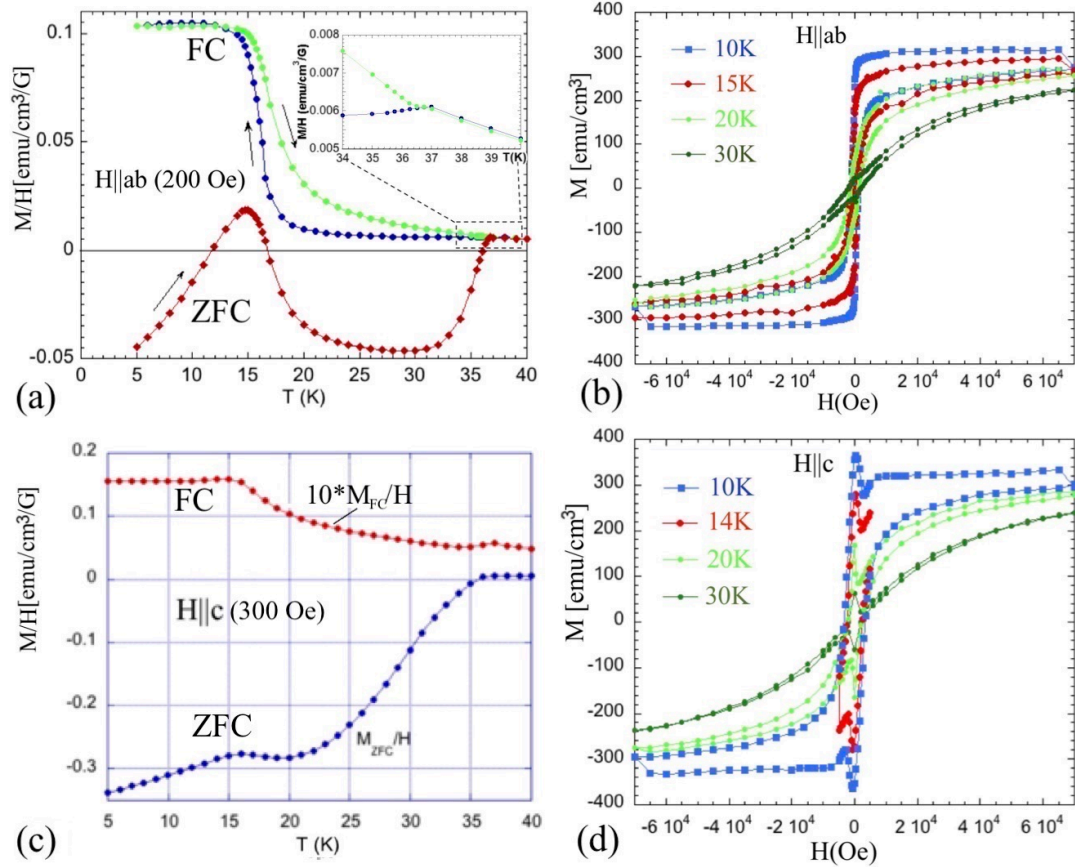 0.1
0.05
0
-0.05
M/H[emu/cm³/G]
FC
H||ab (200 Oe)
ZFC
0 5 10 15 20 25 30 35 40
T (K)
(a)
0.008
0.007
0.006
0.005
M/H (emu/cm³/G)
34 35 36 37 38 39 T(K)
400
300
200
100
0
-100
-200
-300
-400
M [emu/cm³]
H||ab
10K
15K
20K
30K
-6 10⁴ -4 10⁴ -2 10⁴ 0 2 10⁴ 4 10⁴ 6 10⁴
H(Oe)
(b)
0.2
0.1
0
-0.1
-0.2
-0.3
M/H[emu/cm³/G]
FC
10*M_FC/H
H||c (300 Oe)
ZFC
M_ZFC/H
5 10 15 20 25 30 35 40
T (K)
(c)
400
300
200
100
0
-100
-200
-300
-400
M [emu/cm³]
H||c
10K
14K
20K
30K
-6 10⁴ -4 10⁴ -2 10⁴ 0 2 10⁴ 4 10⁴ 6 10⁴
H(Oe)
(d)